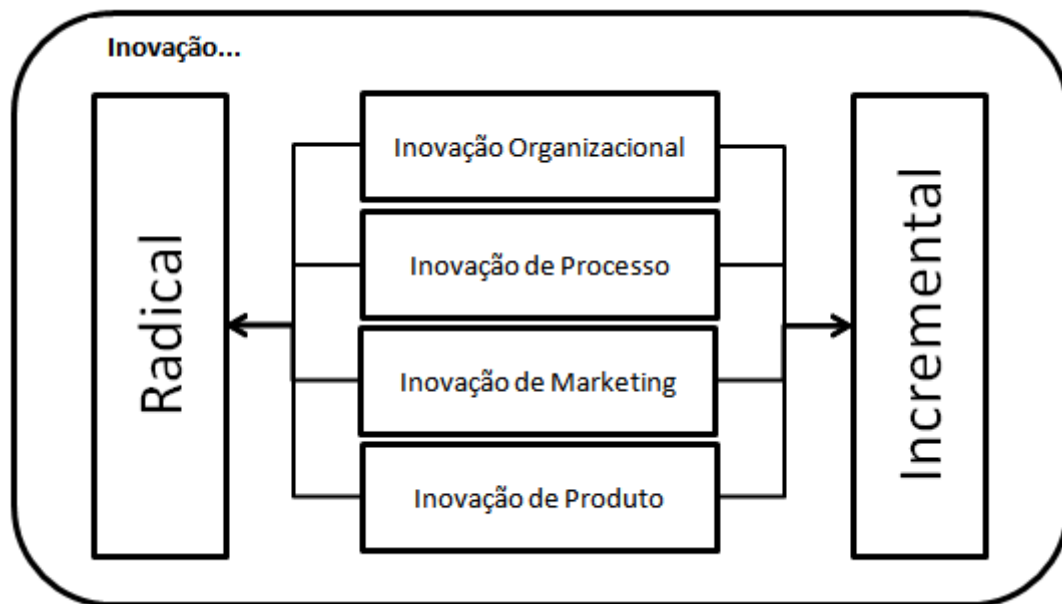 Inovação...
Radical
Inovação Organizacional
Inovação de Processo
Inovação de Marketing
Inovação de Produto
Incremental